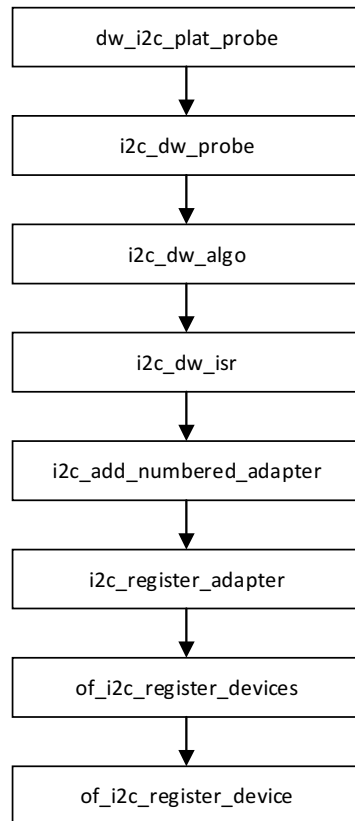 dw_i2c_plat_probe
i2c_dw_probe
i2c_dw_algo
i2c_dw_isr
i2c_add_numbered_adapter
i2c_register_adapter
of_i2c_register_devices
of_i2c_register_device